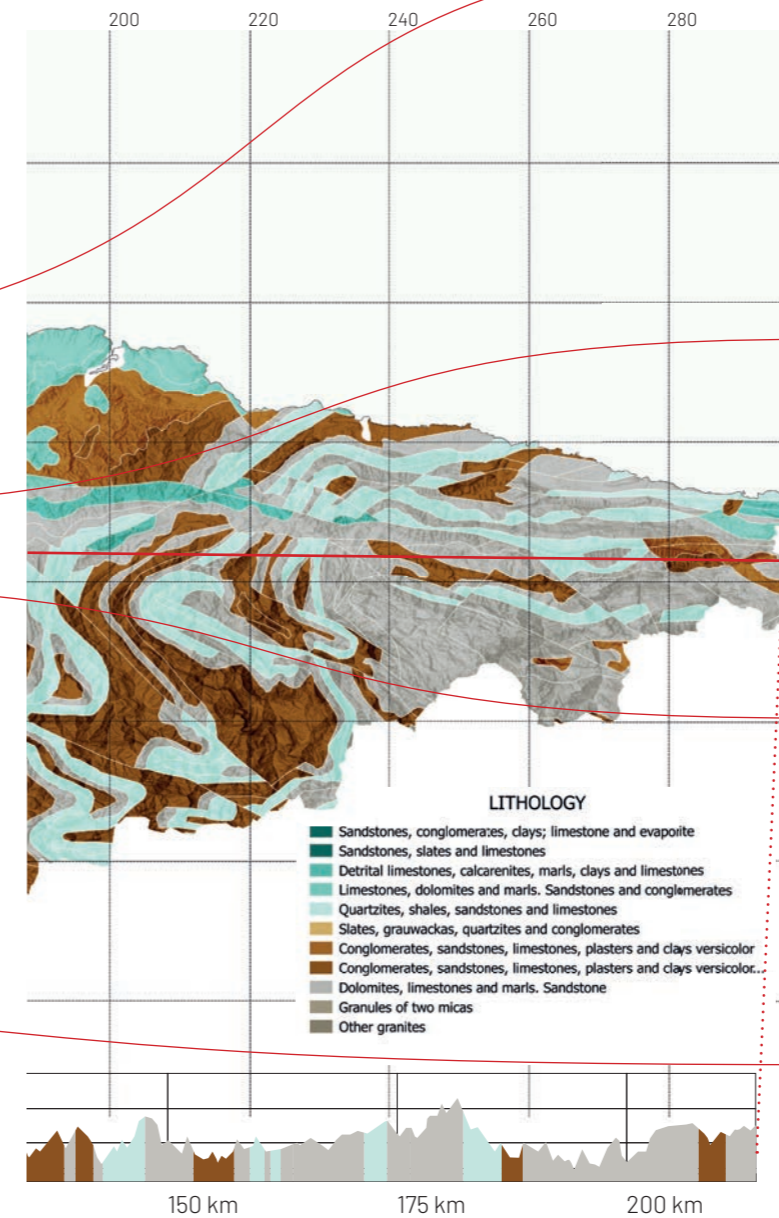 200 220 240 260 280
LITHOLOGY
Sandstones, conglomerates, clays; limestone and evaporite
Sandstones, slates and limestones
Detrital limestones, calcarenites, marls, clays and limestones
Limestones, dolomites and marls. Sandstones and conglomerates
Quartzites, shales, sandstones and limestones
Slates, grauwackas, quartzites and conglomerates
Conglomerates, sandstones, limestones, plasters and clays versicolor
Conglomerates, sandstones, limestones, plasters and clays versicolor...
Dolomites, limestones and marls. Sandstone
Granules of two micas
Other granites
150 km 175 km 200 km